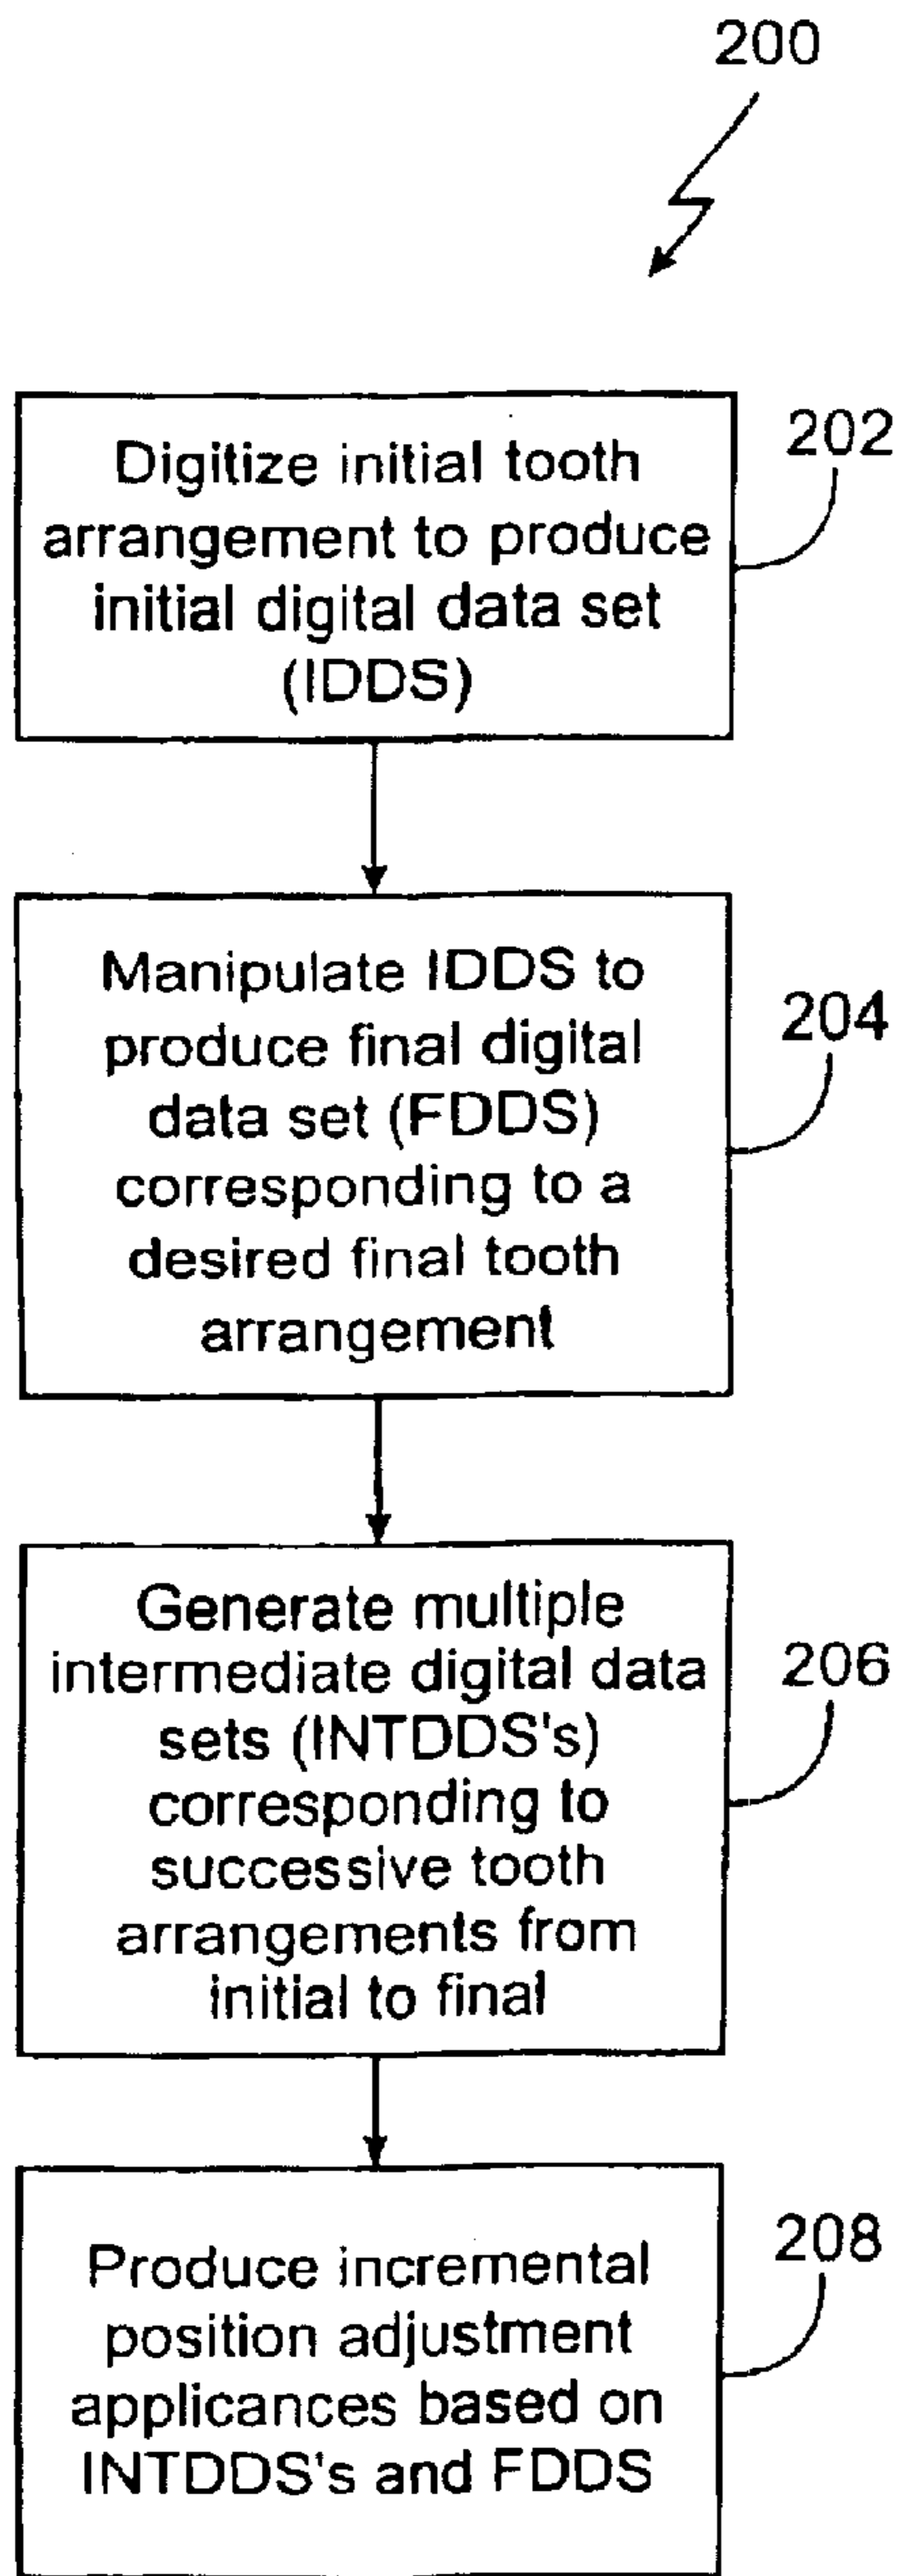 200
Digitize initial tooth
arrangement to produce
initial digital data set
(IDDS)
202
Manipulate IDDS to
produce final digital
data set (FDDS)
corresponding to a
desired final tooth
arrangement
204
Generate multiple
intermediate digital data
sets (INTDDS's)
corresponding to
successive tooth
arrangements from
initial to final
206
Produce incremental
position adjustment
applicances based on
INTDDS's and FDDS
208